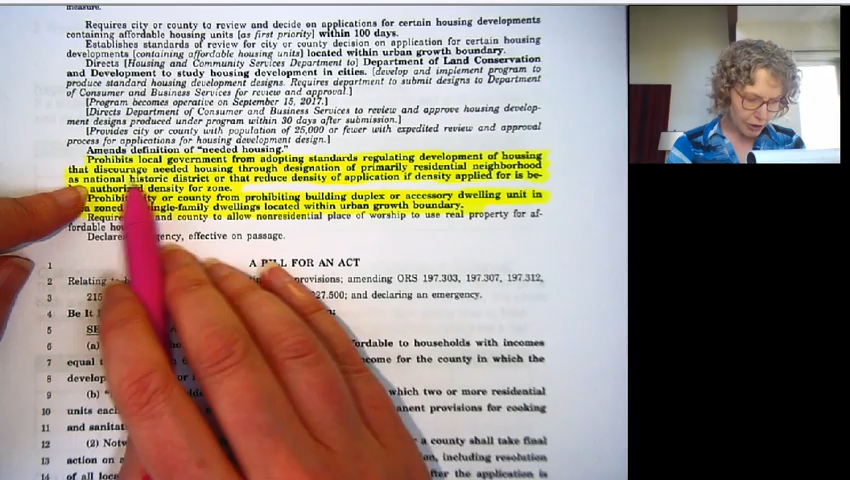 measure.
Requires city or county to review and decide on applications for certain housing developments
containing affordable housing units [as first priority] within 100 days.
Establishes standards of review for city or county decision on application for certain housing
developments [containing affordable housing units] located within urban growth boundary.
Directs [Housing and Community Services Department to] Department of Land Conservation
and Development to study housing development in cities. [develop and implement program to
produce standard housing development designs. Requires department to submit designs to Department
of Consumer and Business Services for review and approval.]
[Program becomes operative on September 15, 2017.]
[Directs Department of Consumer and Business Services to review and approve housing develop-
ment designs produced under program within 30 days after submission.]
[Provides city or county with population of 25,000 or fewer with expedited review and approval
process for applications for housing development design.]
Amends definition of "needed housing."
Prohibits local government from adopting standards regulating development of housing
that discourage needed housing through designation of primarily residential neighborhood
as national historic district or that reduce density of application if density applied for is be-
authorized density for zone.
or county from prohibiting building duplex or accessory dwelling unit in
zoned single-family dwellings located within urban growth boundary.
and county to allow nonresidential place of worship to use real property for af-
fordable
effective on passage.
1 A BILL FOR AN ACT
2 Relating provisions; amending ORS 197.303, 197.307, 197.312,
3 215 227.500; and declaring an emergency.
4 Be It
5
6 (a) to households with incomes
7 equal for the county in which the
8
9 (b) which two or more residential
10 units provisions for cooking
11 and
12 (2) a county shall take final
13 action on including resolution
14 of all the application is